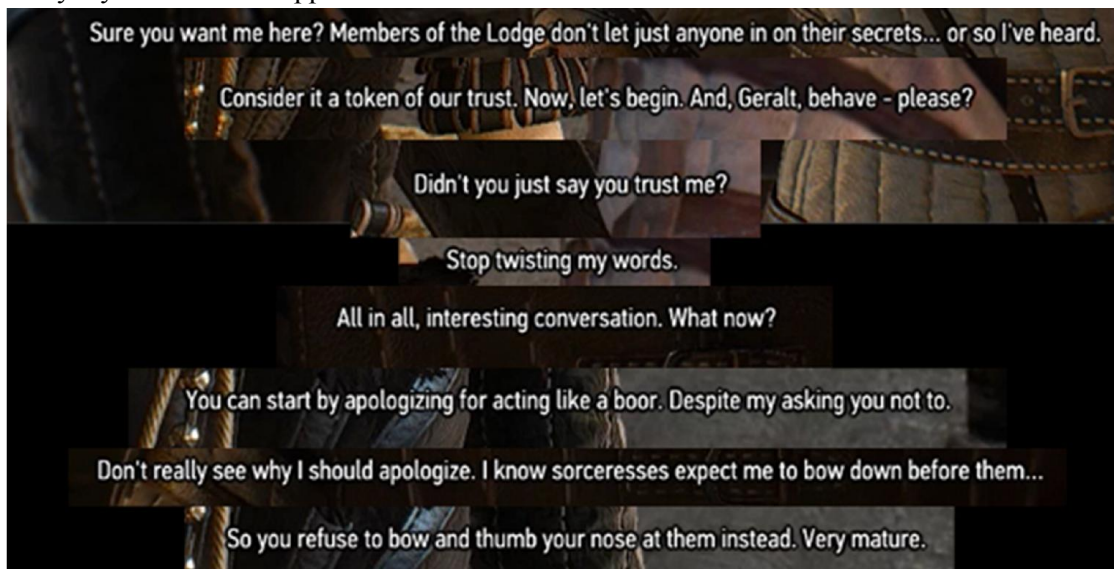 Sure you want me here? Members of the Lodge don't let just anyone in on their secrets... or so I've heard.
Consider it a token of our trust. Now, let's begin. And, Geralt, behave - please?
Didn't you just say you trust me?
Stop twisting my words.
All in all, interesting conversation. What now?
You can start by apologizing for acting like a boor. Despite my asking you not to.
Don't really see why I should apologize. I know sorceresses expect me to bow down before them...
So you refuse to bow and thumb your nose at them instead. Very mature.